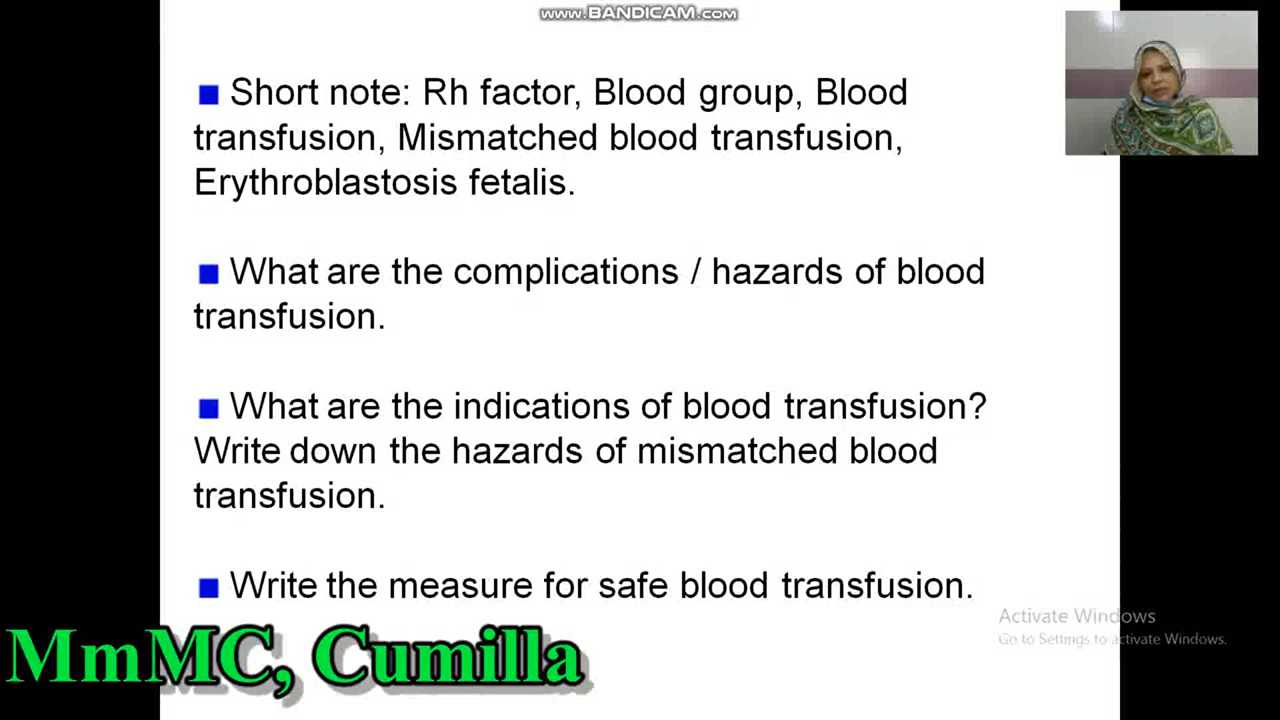 www.BANDICAM.com
■ Short note: Rh factor, Blood group, Blood
transfusion, Mismatched blood transfusion,
Erythroblastosis fetalis.
■ What are the complications / hazards of blood
transfusion.
■ What are the indications of blood transfusion?
Write down the hazards of mismatched blood
transfusion.
■ Write the measure for safe blood transfusion.
Activate Windows
Go to Settings to activate Windows.
MmMC, Cumilla